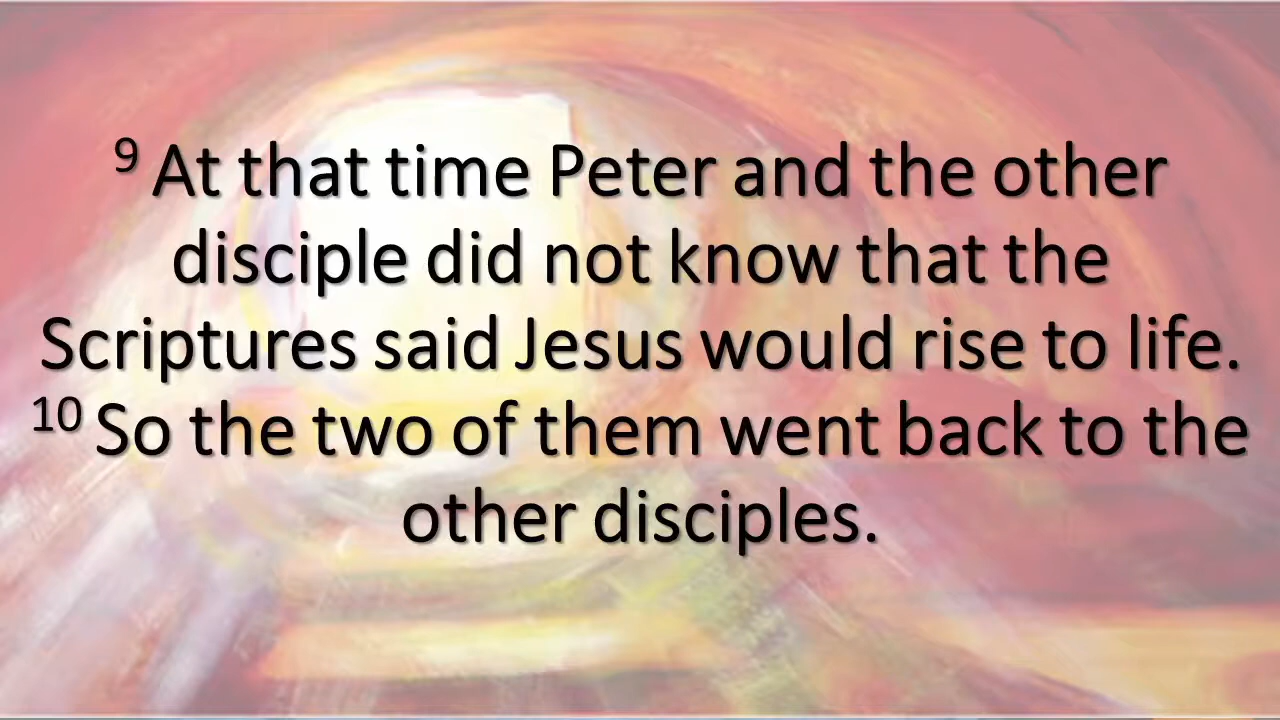 9 At that time Peter and the other
disciple did not know that the
Scriptures said Jesus would rise to life.
10 So the two of them went back to the
other disciples.